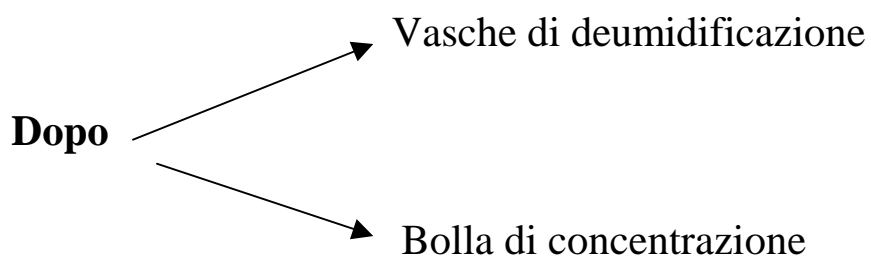 Vasche di deumidificazione
Dopo
Bolla di concentrazione